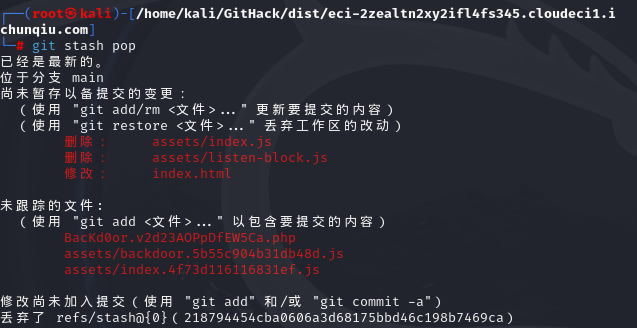 ┌──(root㉿kali)-[/home/kali/GitHack/dist/eci-2zealtn2xy2ifl4fs345.cloudeci1.i
chunqiu.com]
└─# git stash pop
已经是最新的。
位于分支 main
尚未暂存以备提交的变更：
（使用 "git add/rm <文件>..." 更新要提交的内容）
（使用 "git restore <文件>..." 丢弃工作区的改动）
删除： assets/index.js
删除： assets/listen-block.js
修改： index.html
未跟踪的文件:
（使用 "git add <文件>..." 以包含要提交的内容）
BacKd0or.v2d23AOPpDfEW5Ca.php
assets/backdoor.5b55c904b31db48d.js
assets/index.4f73d116116831ef.js
修改尚未加入提交（使用 "git add" 和/或 "git commit -a"）
丢弃了 refs/stash@{0}（218794454cba0606a3d68175bbd46c198b7469ca）